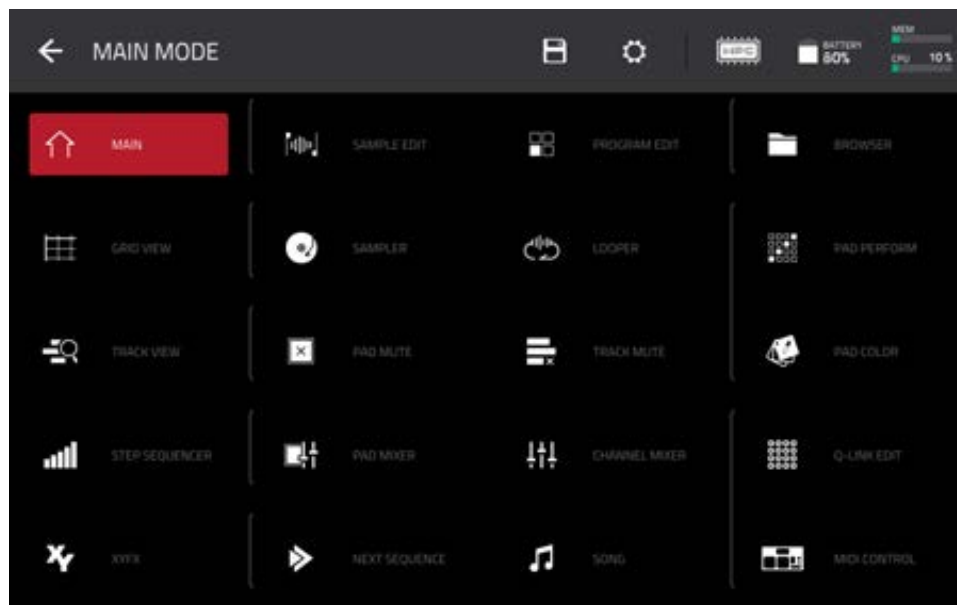 MAIN MODE
MPC
BATTERY
60%
MEM
CPU 10 %
MAIN
SAMPLE EDIT
PROGRAM EDIT
BROWSER
GRID VIEW
SAMPLER
LOOPER
PAD PERFORM
TRACK VIEW
PAD MUTE
TRACK MUTE
PAD COLOR
STEP SEQUENCER
PAD MIXER
CHANNEL MIXER
Q-LINK EDIT
XY
XYFX
NEXT SEQUENCE
SONG
MIDI CONTROL